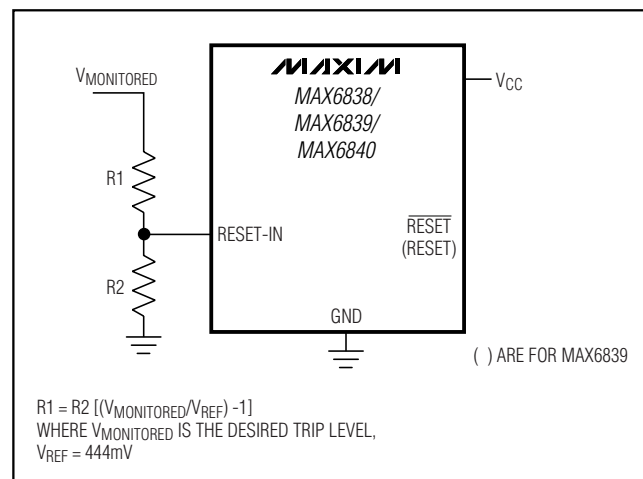 MAXIM
VMONITORED
VCC
MAX6838/
MAX6839/
MAX6840
R1
RESET-IN
RESET
(RESET)
R2
GND
( ) ARE FOR MAX6839
R1 = R2 [(VMONITORED/VREF) -1]
WHERE VMONITORED IS THE DESIRED TRIP LEVEL,
VREF = 444mV